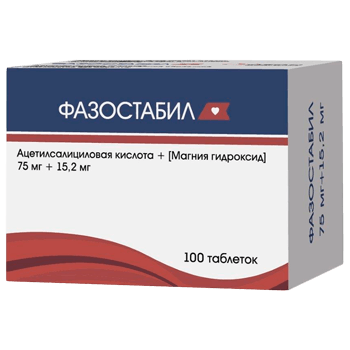 ФАЗОСТАБИЛ
Ацетилсалициловая кислота + [Магния гидроксид]
75 мг + 15,2 мг
100 таблеток
ФАЗОСТАБИЛ
75 мг+15,2 мг